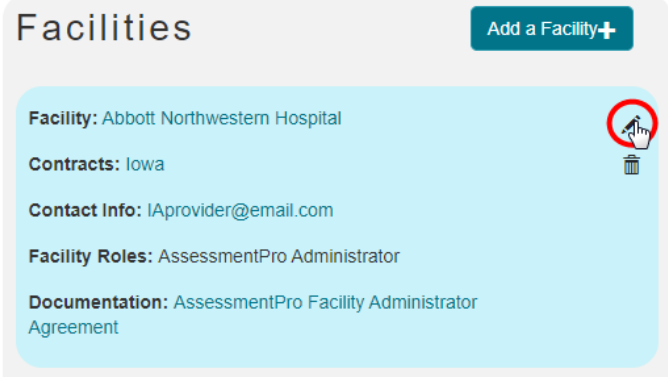 Facilities
Add a Facility+
Facility: Abbott Northwestern Hospital
Contracts: Iowa
Contact Info: IAprovider@email.com
Facility Roles: AssessmentPro Administrator
Documentation: AssessmentPro Facility Administrator
Agreement